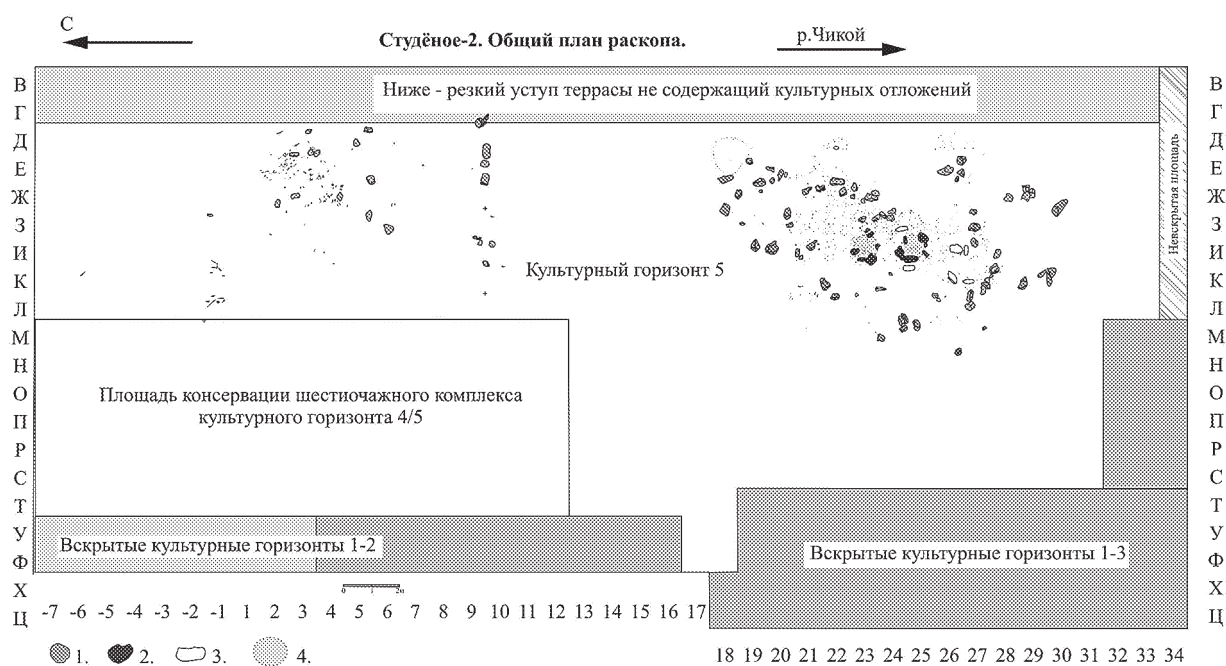 С
Студёное-2. Общий план раскопа.
р.Чикой
Ниже - резкий уступ террасы не содержащий культурных отложений
Невскрытая площадь
В
Г
Д
Е
Ж
З
И
К
Л
М
Н
О
П
Р
С
Т
У
Ф
Х
Ц
Культурный горизонт 5
Площадь консервации шестиочажного комплекса
культурного горизонта 4/5
Вскрытые культурные горизонты 1-2
Вскрытые культурные горизонты 1-3
В
Г
Д
Е
Ж
З
И
К
Л
М
Н
О
П
Р
С
Т
У
Ф
Х
Ц
0 1 2м
-7 -6 -5 -4 -3 -2 -1 1 2 3 4 5 6 7 8 9 10 11 12 13 14 15 16 17
18 19 20 21 22 23 24 25 26 27 28 29 30 31 32 33 34
1. 2. 3. 4.